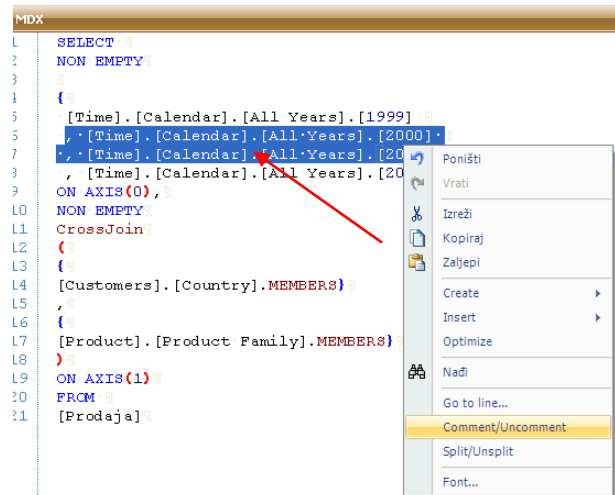 MDX
1 SELECT
2 NON EMPTY
3
4 {
5 [Time].[Calendar].[All Years].[1999]
6 , [Time].[Calendar].[All Years].[2000]
7 , [Time].[Calendar].[All Years].[20
8 , [Time].[Calendar].[All Years].[20
9 ON AXIS(0),
10 NON EMPTY
11 CrossJoin
12 (
13 {
14 [Customers].[Country].MEMBERS}
15 ,
16 {
17 [Product].[Product Family].MEMBERS}
18 )
19 ON AXIS(1)
20 FROM
21 [Prodaja]
Poništi
Vrati
Izreži
Kopiraj
Zaljepi
Create
Insert
Optimize
Nađi
Go to line...
Comment/Uncomment
Split/Unsplit
Font...